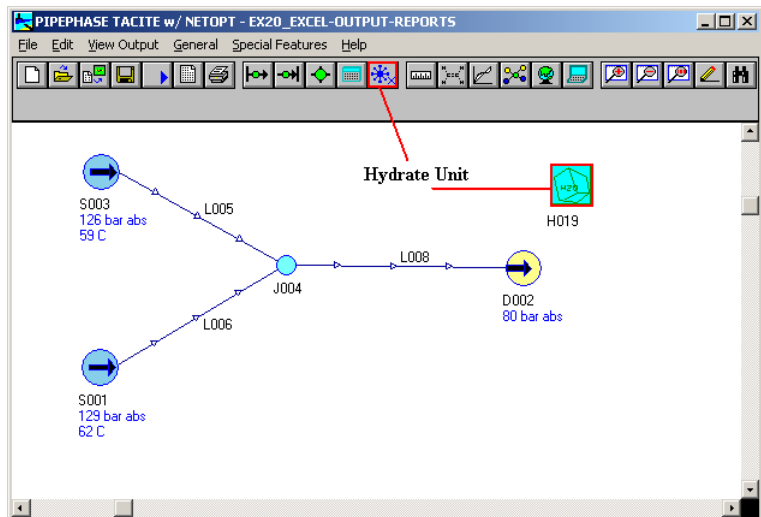 PIPEPHASE TACITE w/ NETOPT - EX20_EXCEL-OUTPUT-REPORTS
File Edit View Output General Special Features Help
Hydrate Unit
H20
H019
S003
126 bar abs
59 C
L005
J004
L008
D002
80 bar abs
L006
S001
129 bar abs
62 C